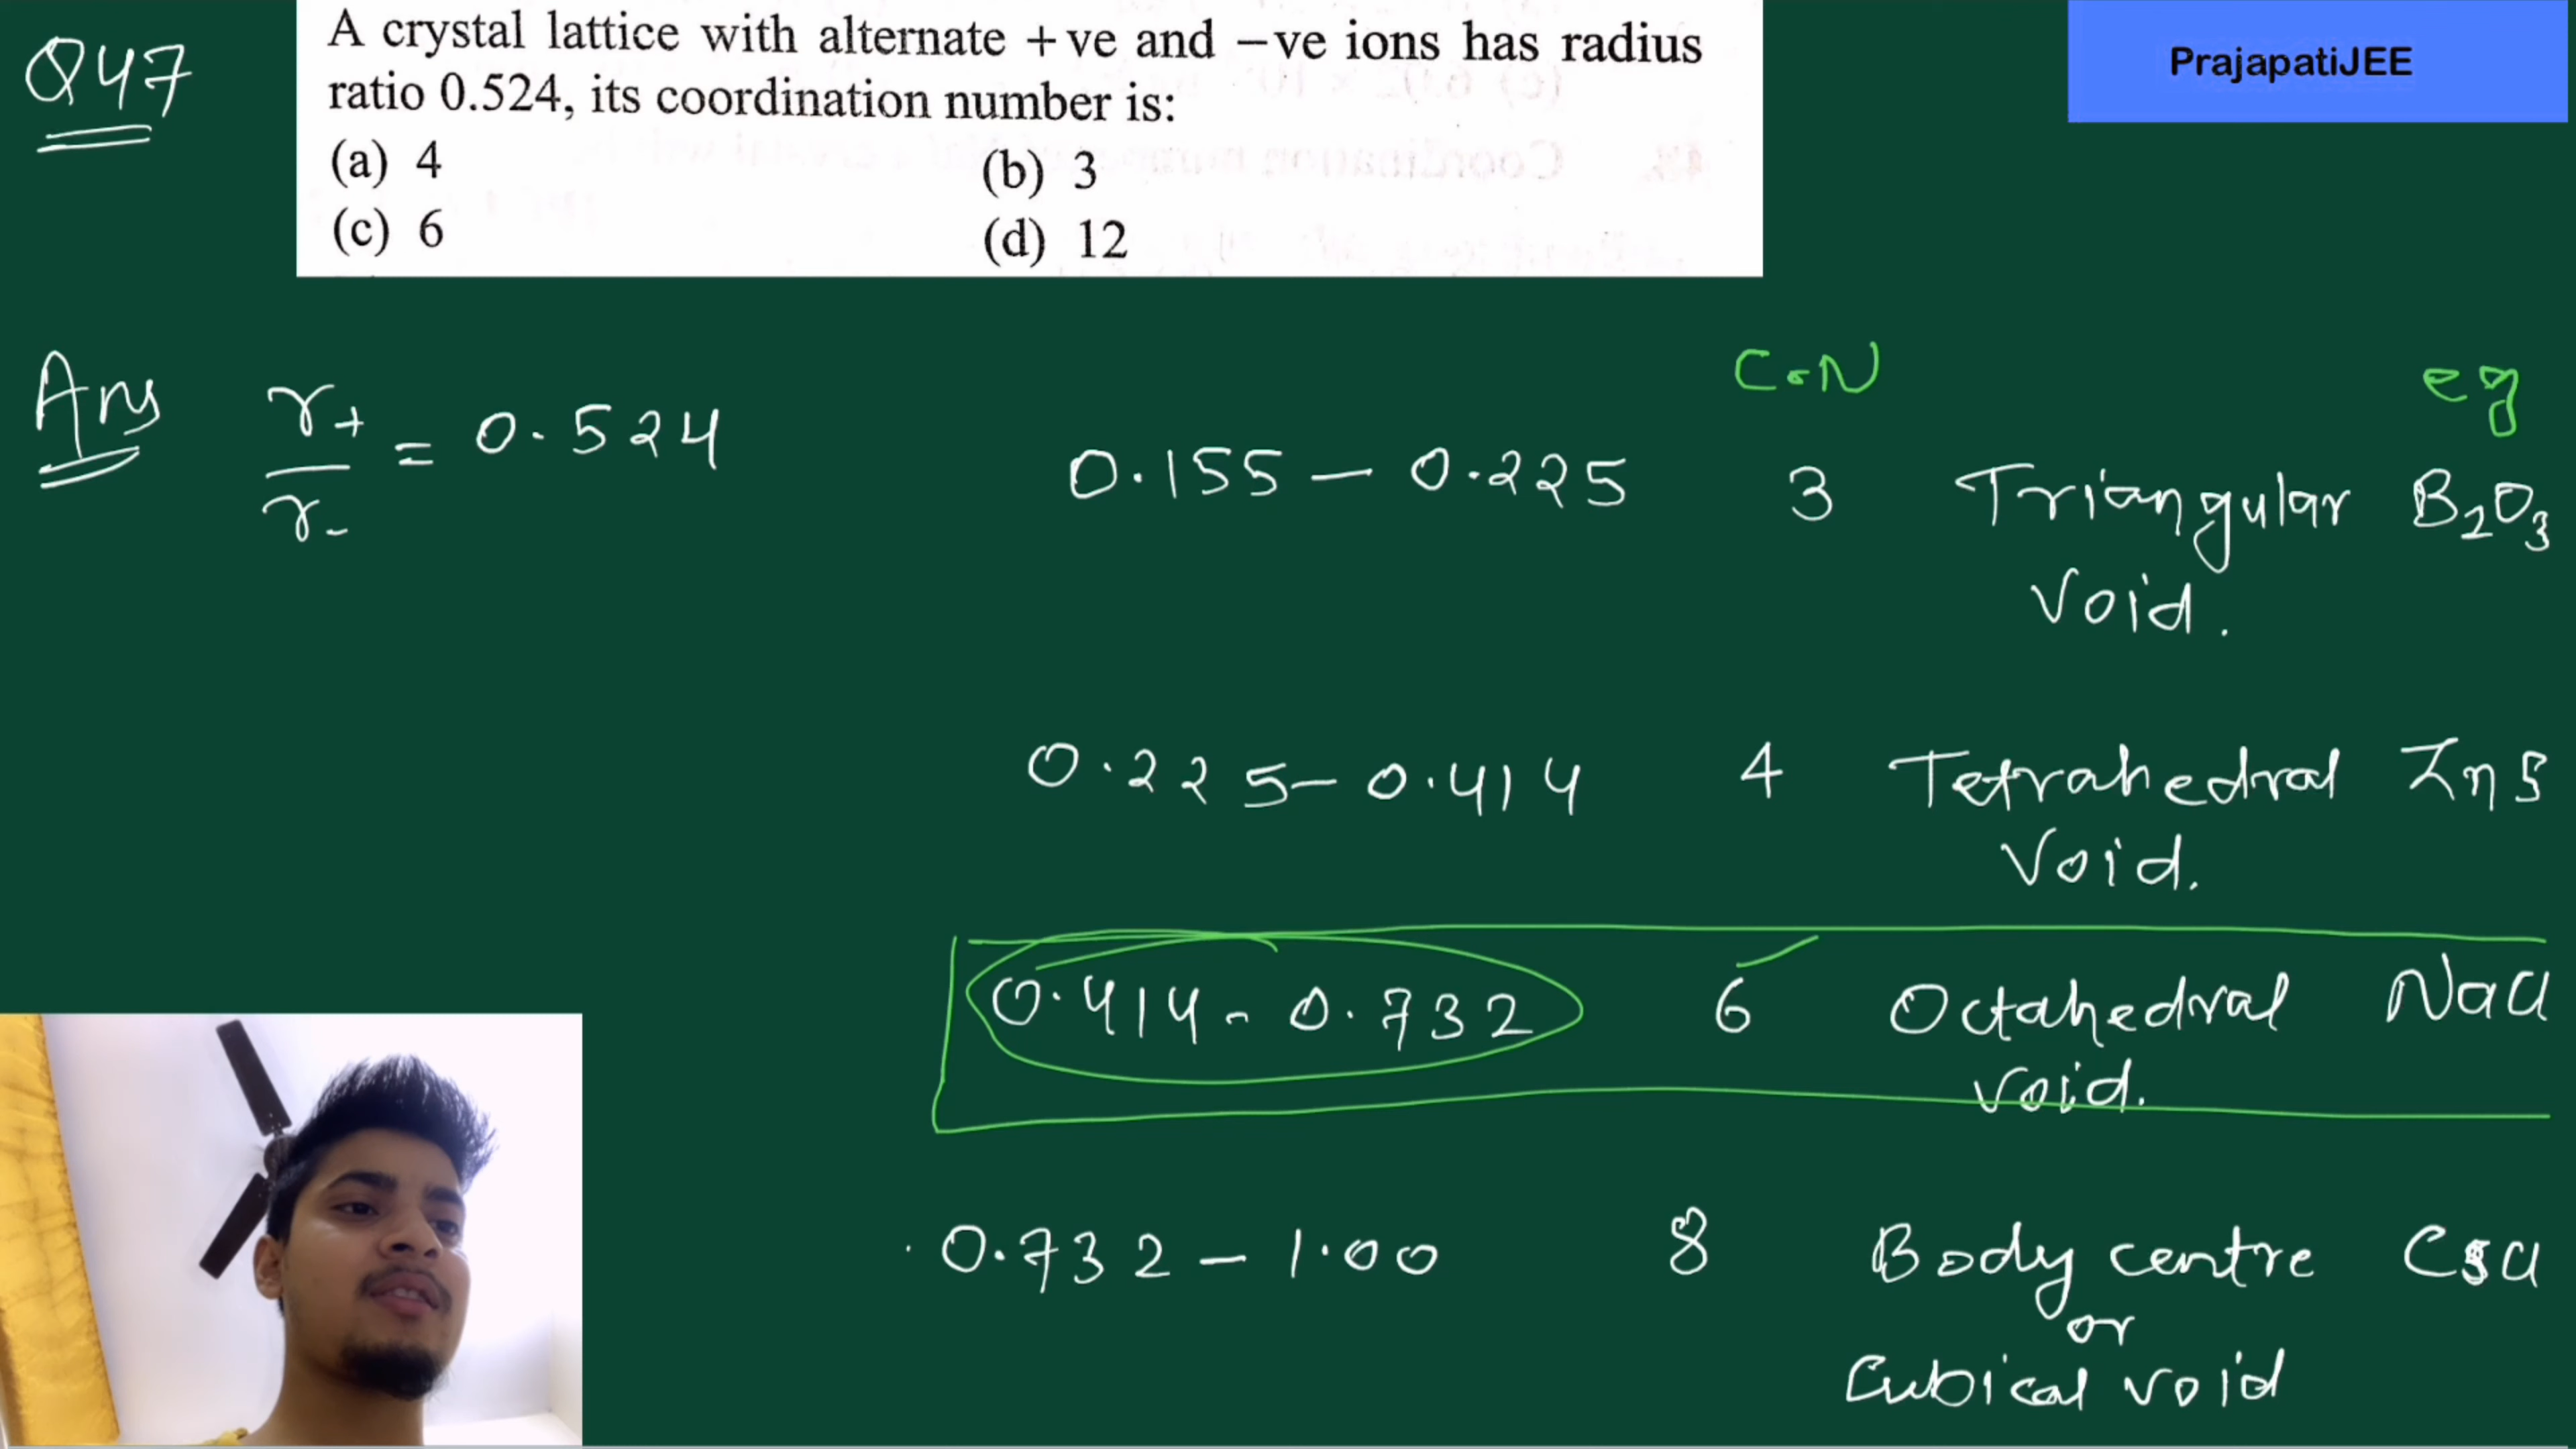 Q47
A crystal lattice with alternate +ve and −ve ions has radius
ratio 0.524, its coordination number is:
(a) 4 (b) 3
(c) 6 (d) 12
PrajapatiJEE
Ans r+/r- = 0.524
C.N eg
0.155 – 0.225 3 Triangular Void. B₂O₃
0.225 – 0.414 4 Tetrahedral Void. ZnS
0.414 - 0.732 6 Octahedral Void. NaCl
0.732 – 1.00 8 Body centre or Cubical void CsCl